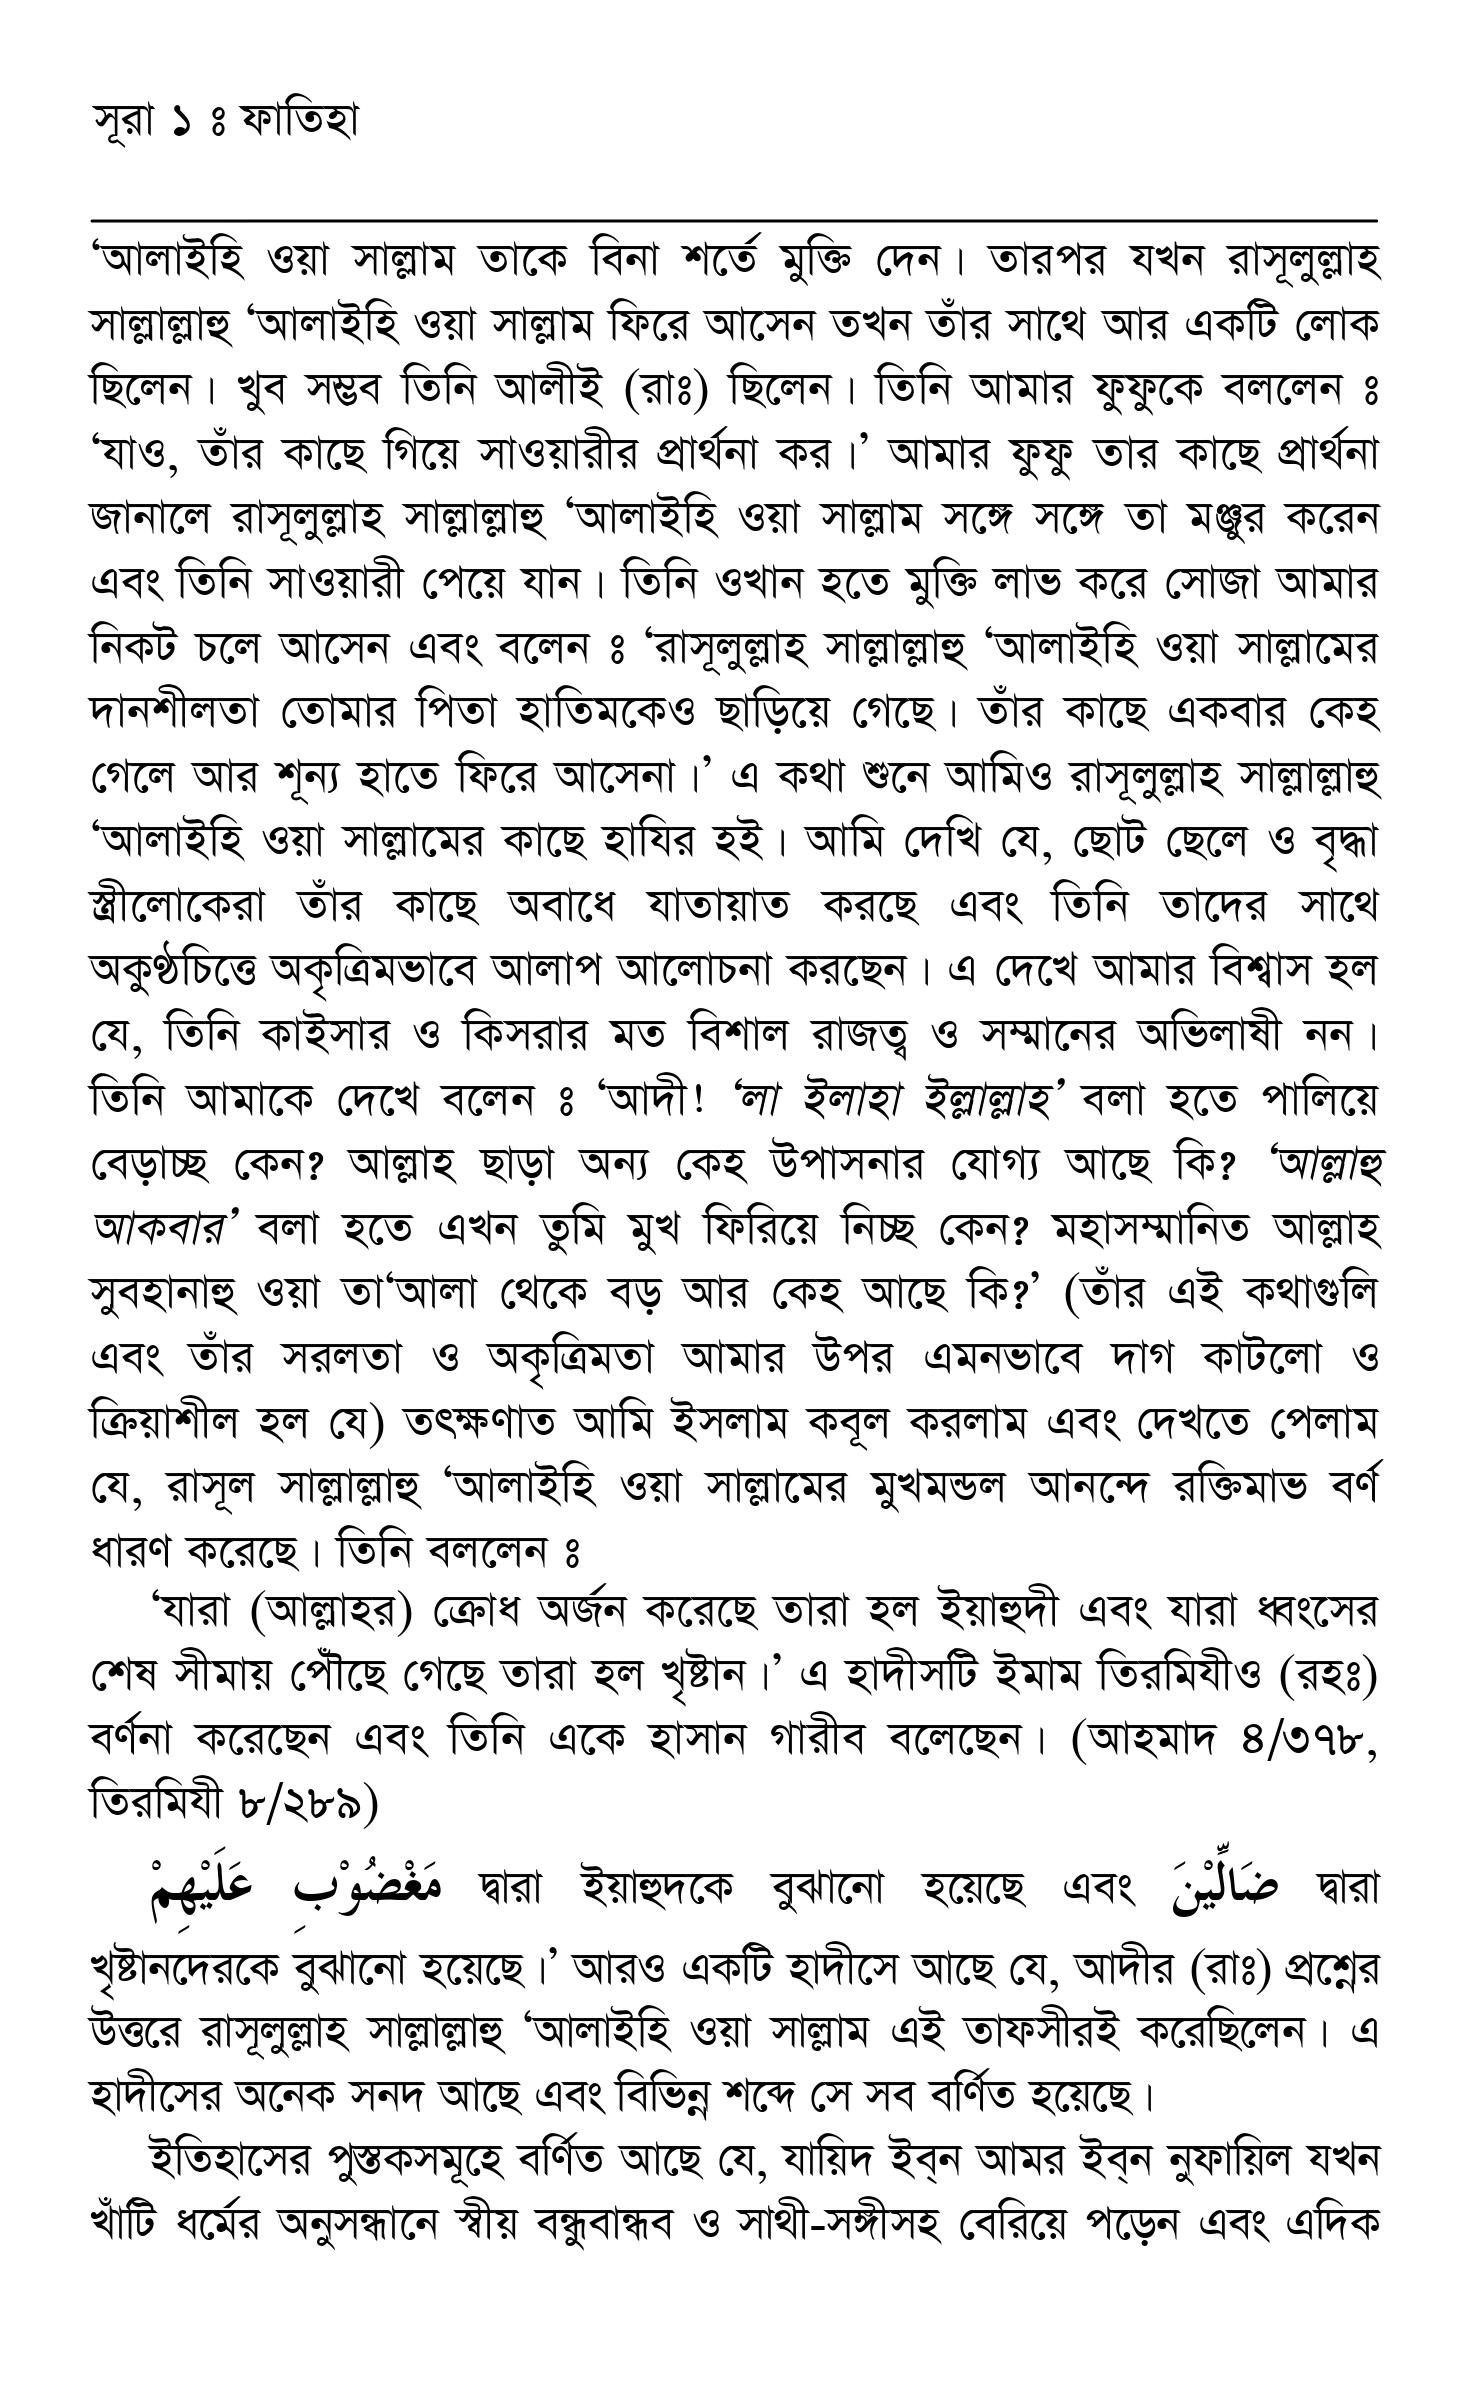 সূরা ১ ঃ ফাতিহা
‘আলাইহি ওয়া সাল্লাম তাকে বিনা শর্তে মুক্তি দেন। তারপর যখন রাসূলুল্লাহ
সাল্লাল্লাহু ‘আলাইহি ওয়া সাল্লাম ফিরে আসেন তখন তাঁর সাথে আর একটি লোক
ছিলেন। খুব সম্ভব তিনি আলীই (রাঃ) ছিলেন। তিনি আমার ফুফুকে বললেন ঃ
‘যাও, তাঁর কাছে গিয়ে সাওয়ারীর প্রার্থনা কর।’ আমার ফুফু তার কাছে প্রার্থনা
জানালে রাসূলুল্লাহ সাল্লাল্লাহু ‘আলাইহি ওয়া সাল্লাম সঙ্গে সঙ্গে তা মঞ্জুর করেন
এবং তিনি সাওয়ারী পেয়ে যান। তিনি ওখান হতে মুক্তি লাভ করে সোজা আমার
নিকট চলে আসেন এবং বলেন ঃ ‘রাসূলুল্লাহ সাল্লাল্লাহু ‘আলাইহি ওয়া সাল্লামের
দানশীলতা তোমার পিতা হাতিমকেও ছাড়িয়ে গেছে। তাঁর কাছে একবার কেহ
গেলে আর শূন্য হাতে ফিরে আসেনা।’ এ কথা শুনে আমিও রাসূলুল্লাহ সাল্লাল্লাহু
‘আলাইহি ওয়া সাল্লামের কাছে হাযির হই। আমি দেখি যে, ছোট ছেলে ও বৃদ্ধা
স্ত্রীলোকেরা তাঁর কাছে অবাধে যাতায়াত করছে এবং তিনি তাদের সাথে
অকুণ্ঠচিত্তে অকৃত্রিমভাবে আলাপ আলোচনা করছেন। এ দেখে আমার বিশ্বাস হল
যে, তিনি কাইসার ও কিসরার মত বিশাল রাজত্ব ও সম্মানের অভিলাষী নন।
তিনি আমাকে দেখে বলেন ঃ ‘আদী! ‘লা ইলাহা ইল্লাল্লাহ’ বলা হতে পালিয়ে
বেড়াচ্ছ কেন? আল্লাহ ছাড়া অন্য কেহ উপাসনার যোগ্য আছে কি? ‘আল্লাহু
আকবার’ বলা হতে এখন তুমি মুখ ফিরিয়ে নিচ্ছ কেন? মহাসম্মানিত আল্লাহ
সুবহানাহু ওয়া তা‘আলা থেকে বড় আর কেহ আছে কি?’ (তাঁর এই কথাগুলি
এবং তাঁর সরলতা ও অকৃত্রিমতা আমার উপর এমনভাবে দাগ কাটলো ও
ক্রিয়াশীল হল যে) তৎক্ষণাত আমি ইসলাম কবূল করলাম এবং দেখতে পেলাম
যে, রাসূল সাল্লাল্লাহু ‘আলাইহি ওয়া সাল্লামের মুখমন্ডল আনন্দে রক্তিমাভ বর্ণ
ধারণ করেছে। তিনি বললেন ঃ
‘যারা (আল্লাহর) ক্রোধ অর্জন করেছে তারা হল ইয়াহুদী এবং যারা ধ্বংসের
শেষ সীমায় পৌঁছে গেছে তারা হল খৃষ্টান।’ এ হাদীসটি ইমাম তিরমিযীও (রহঃ)
বর্ণনা করেছেন এবং তিনি একে হাসান গারীব বলেছেন। (আহমাদ ৪/৩৭৮,
তিরমিযী ৮/২৮৯)
مَغْضُوْبِ عَلَيْهِمْ দ্বারা ইয়াহুদকে বুঝানো হয়েছে এবং ضَالِّيْنَ দ্বারা
খৃষ্টানদেরকে বুঝানো হয়েছে।’ আরও একটি হাদীসে আছে যে, আদীর (রাঃ) প্রশ্নের
উত্তরে রাসূলুল্লাহ সাল্লাল্লাহু ‘আলাইহি ওয়া সাল্লাম এই তাফসীরই করেছিলেন। এ
হাদীসের অনেক সনদ আছে এবং বিভিন্ন শব্দে সে সব বর্ণিত হয়েছে।
ইতিহাসের পুস্তকসমূহে বর্ণিত আছে যে, যায়িদ ইব্‌ন আমর ইব্‌ন নুফায়িল যখন
খাঁটি ধর্মের অনুসন্ধানে স্বীয় বন্ধুবান্ধব ও সাথী-সঙ্গীসহ বেরিয়ে পড়েন এবং এদিক